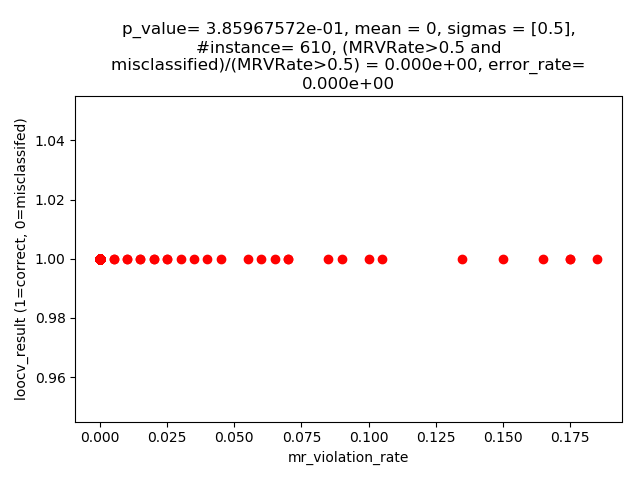 p_value= 3.85967572e-01, mean = 0, sigmas = [0.5],
#instance= 610, (MRVRate>0.5 and
misclassified)/(MRVRate>0.5) = 0.000e+00, error_rate=
0.000e+00
loocv_result (1=correct, 0=misclassifed)
1.04
1.02
1.00
0.98
0.96
0.000 0.025 0.050 0.075 0.100 0.125 0.150 0.175
mr_violation_rate